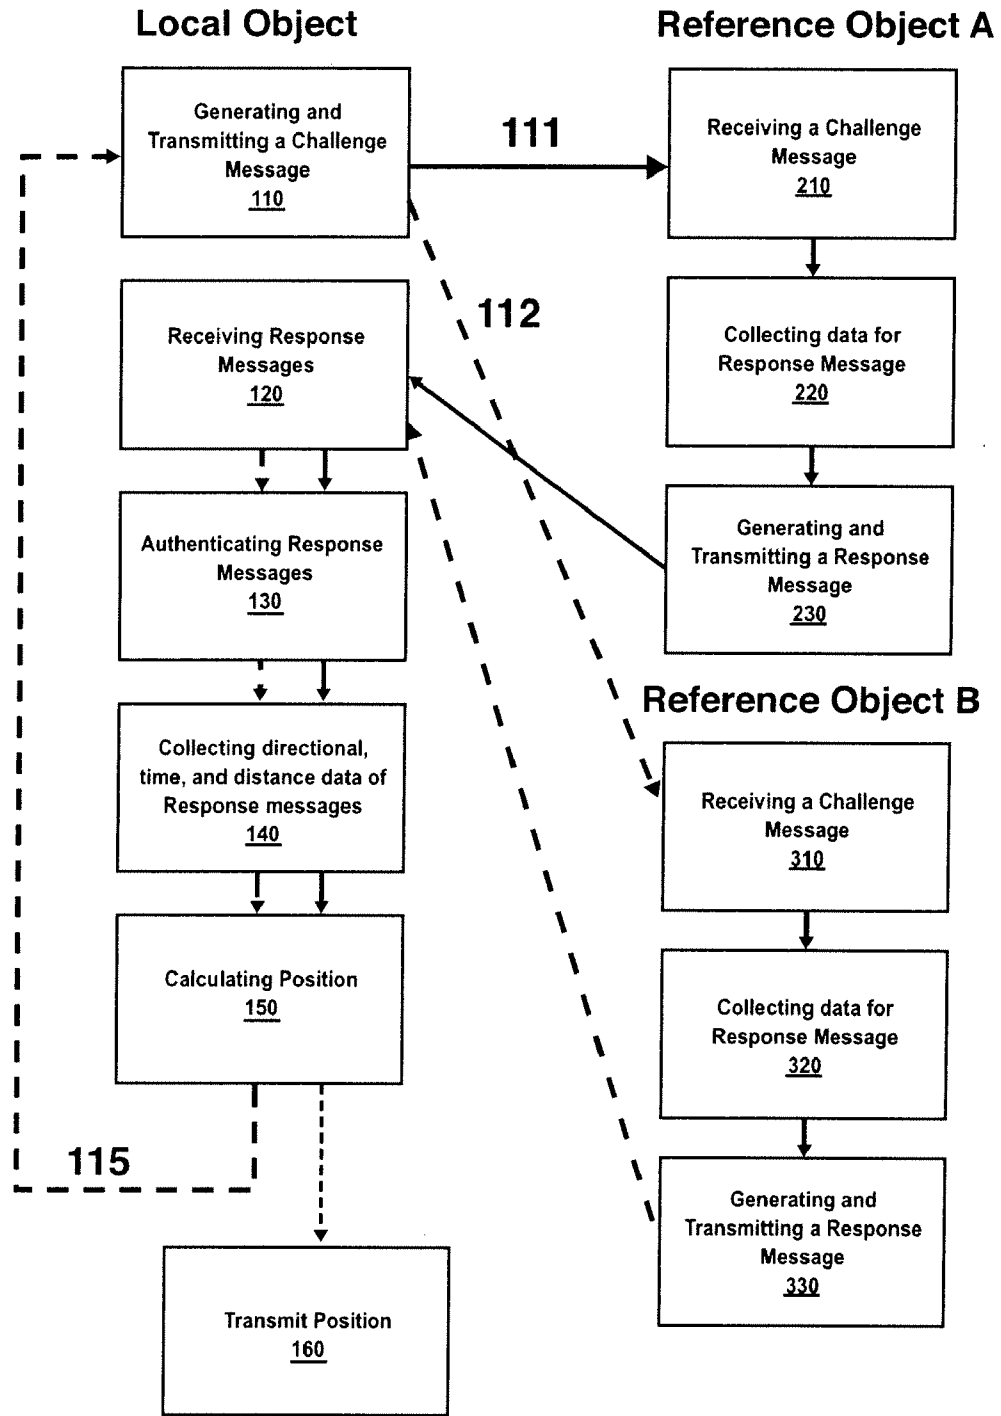 Local Object
Reference Object A
Generating and
Transmitting a Challenge
Message
110
111
Receiving a Challenge
Message
210
112
Receiving Response
Messages
120
Collecting data for
Response Message
220
Authenticating Response
Messages
130
Generating and
Transmitting a Response
Message
230
Reference Object B
Collecting directional,
time, and distance data of
Response messages
140
Receiving a Challenge
Message
310
Calculating Position
150
Collecting data for
Response Message
320
115
Generating and
Transmitting a Response
Message
330
Transmit Position
160